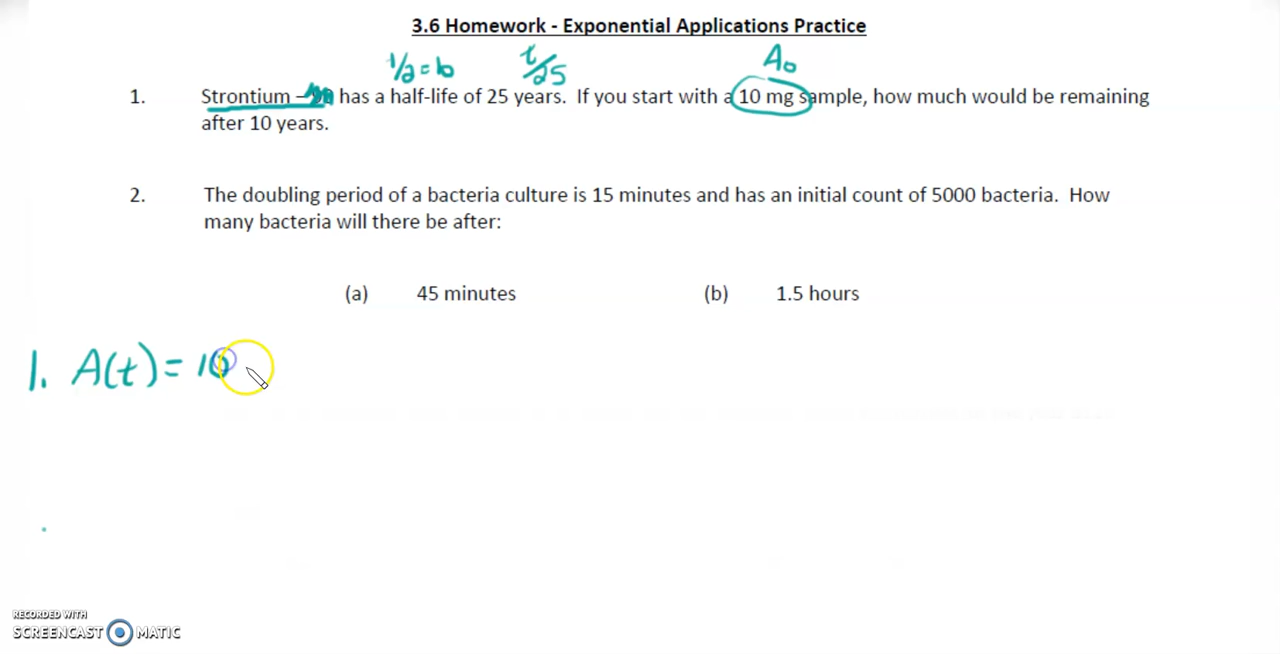 3.6 Homework - Exponential Applications Practice
1/2 = b t/25 A₀
1. Strontium – has a half-life of 25 years. If you start with a 10 mg sample, how much would be remaining
after 10 years.
2. The doubling period of a bacteria culture is 15 minutes and has an initial count of 5000 bacteria. How
many bacteria will there be after:
(a) 45 minutes (b) 1.5 hours
1. A(t) = 10
RECORDED WITH
SCREENCAST MATIC